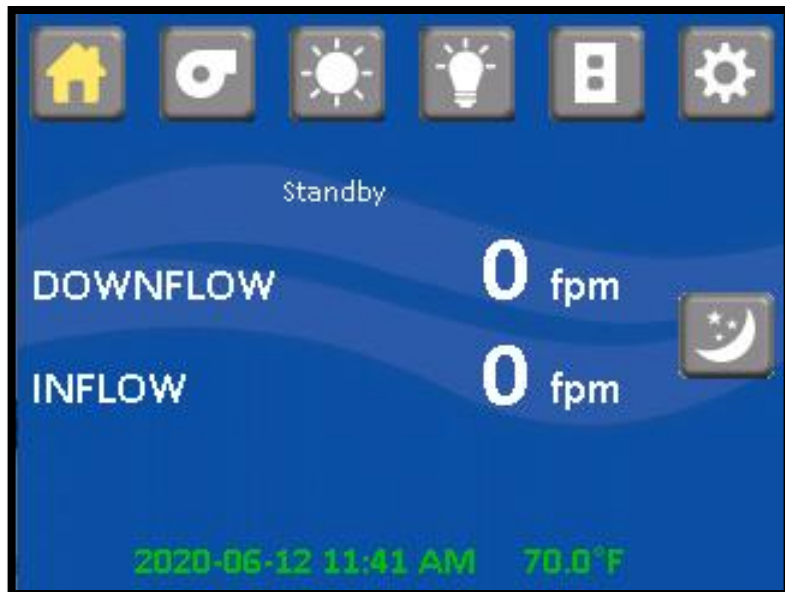 Standby
DOWNFLOW 0 fpm
INFLOW 0 fpm
2020-06-12 11:41 AM 70.0°F